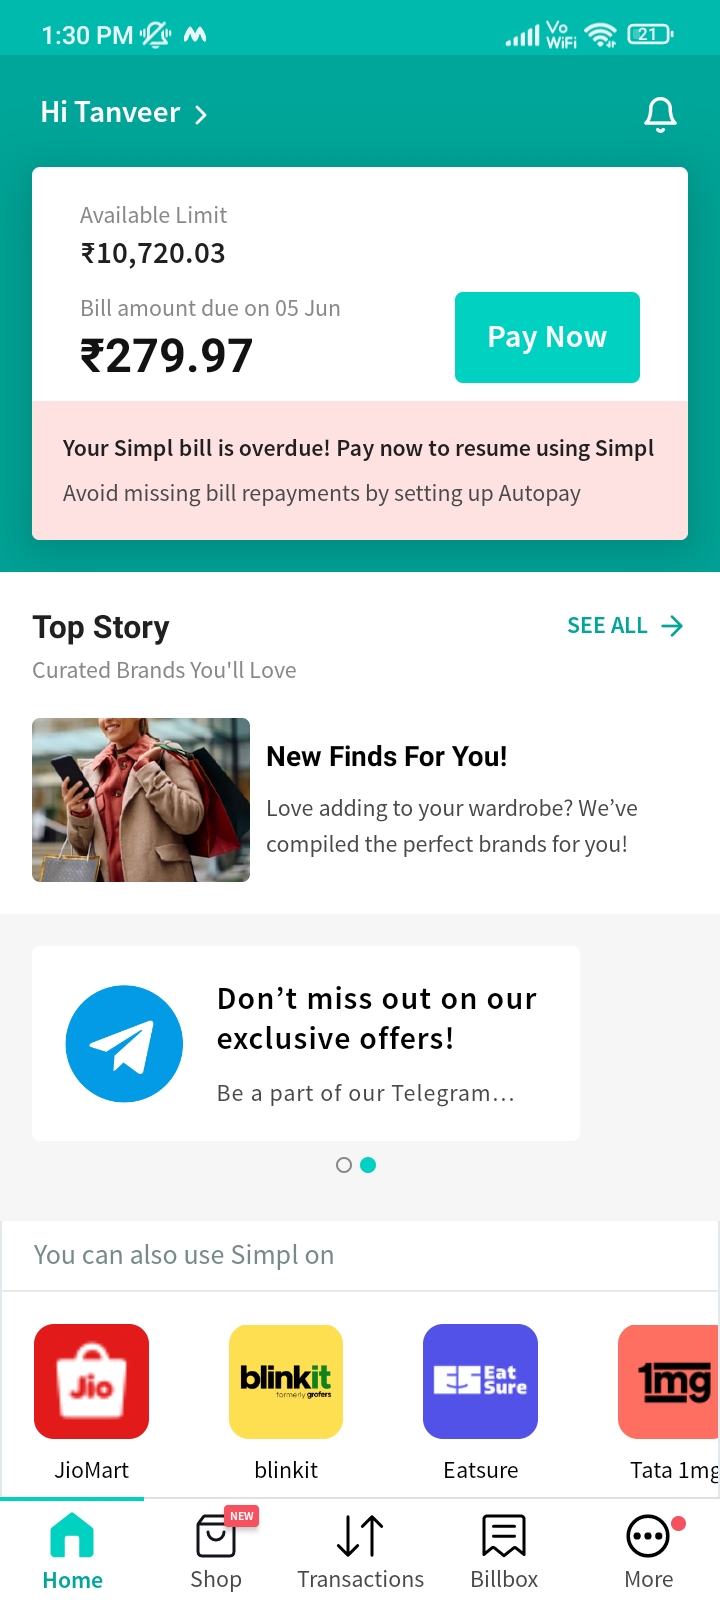 1:30 PM
Vo
WiFi
21
Hi Tanveer
Available Limit
₹10,720.03
Bill amount due on 05 Jun
₹279.97
Pay Now
Your Simpl bill is overdue! Pay now to resume using Simpl
Avoid missing bill repayments by setting up Autopay
Top Story
SEE ALL
Curated Brands You'll Love
New Finds For You!
Love adding to your wardrobe? We’ve
compiled the perfect brands for you!
Don’t miss out on our
exclusive offers!
Be a part of our Telegram...
You can also use Simpl on
Jio
blinkit
formerly grofers
ES Eat
Sure
1mg
JioMart
blinkit
Eatsure
Tata 1mg
NEW
Home
Shop
Transactions
Billbox
More